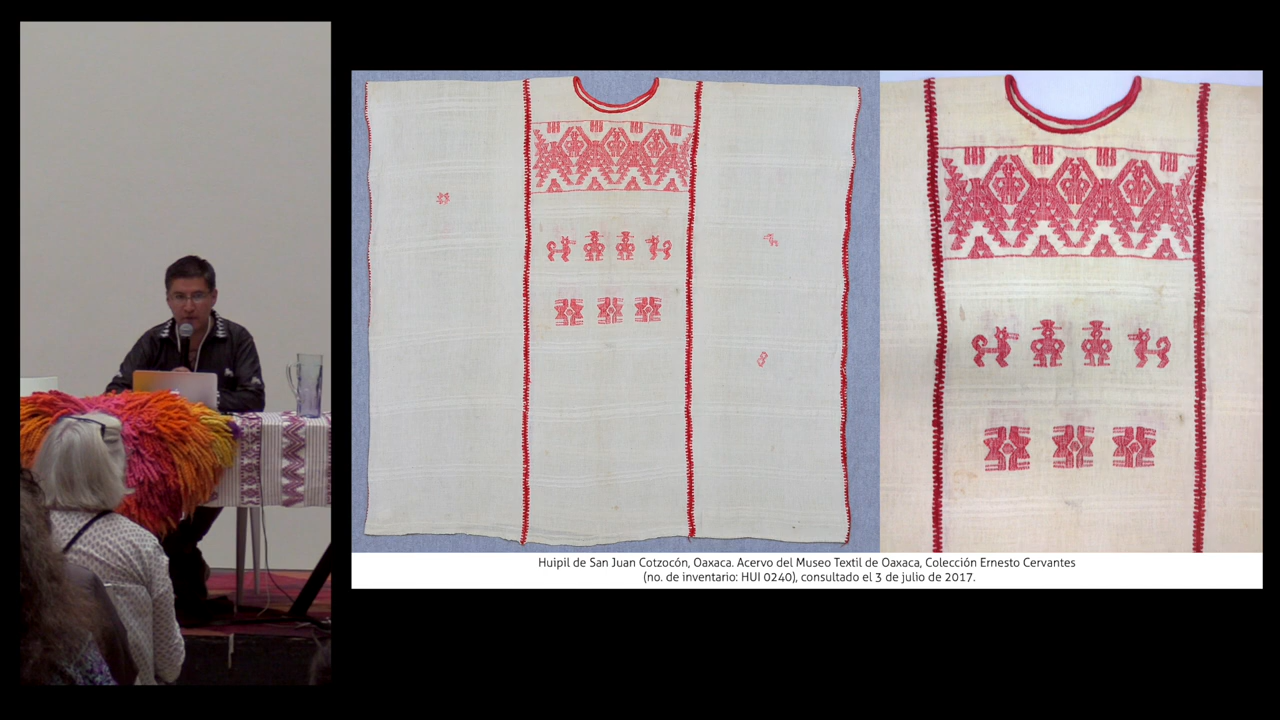 Huipil de San Juan Cotzocón, Oaxaca. Acervo del Museo Textil de Oaxaca, Colección Ernesto Cervantes
(no. de inventario: HUI 0240), consultado el 3 de julio de 2017.